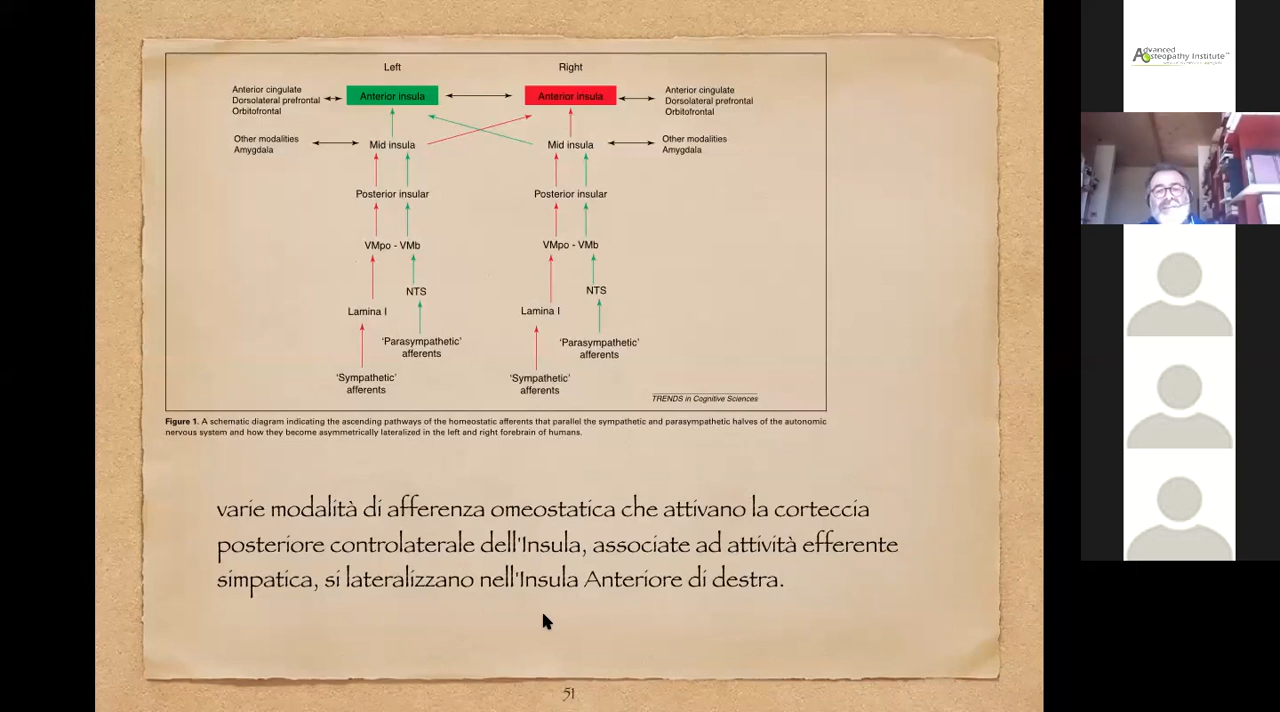 Left
Right
Anterior cingulate
Dorsolateral prefrontal
Orbitofrontal
Anterior insula
Anterior insula
Anterior cingulate
Dorsolateral prefrontal
Orbitofrontal
Other modalities
Amygdala
Mid insula
Mid insula
Other modalities
Amygdala
Posterior insular
Posterior insular
VMpo - VMb
VMpo - VMb
NTS
NTS
Lamina I
Lamina I
'Parasympathetic'
afferents
'Parasympathetic'
afferents
'Sympathetic'
afferents
'Sympathetic'
afferents
TRENDS in Cognitive Sciences
Figure 1. A schematic diagram indicating the ascending pathways of the homeostatic afferents that parallel the sympathetic and parasympathetic halves of the autonomic
nervous system and how they become asymmetrically lateralized in the left and right forebrain of humans.
varie modalità di afferenza omeostatica che attivano la corteccia
posteriore controlaterale dell'Insula, associate ad attività efferente
simpatica, si lateralizzano nell'Insula Anteriore di destra.
51
Advanced
Osteopathy Institute™